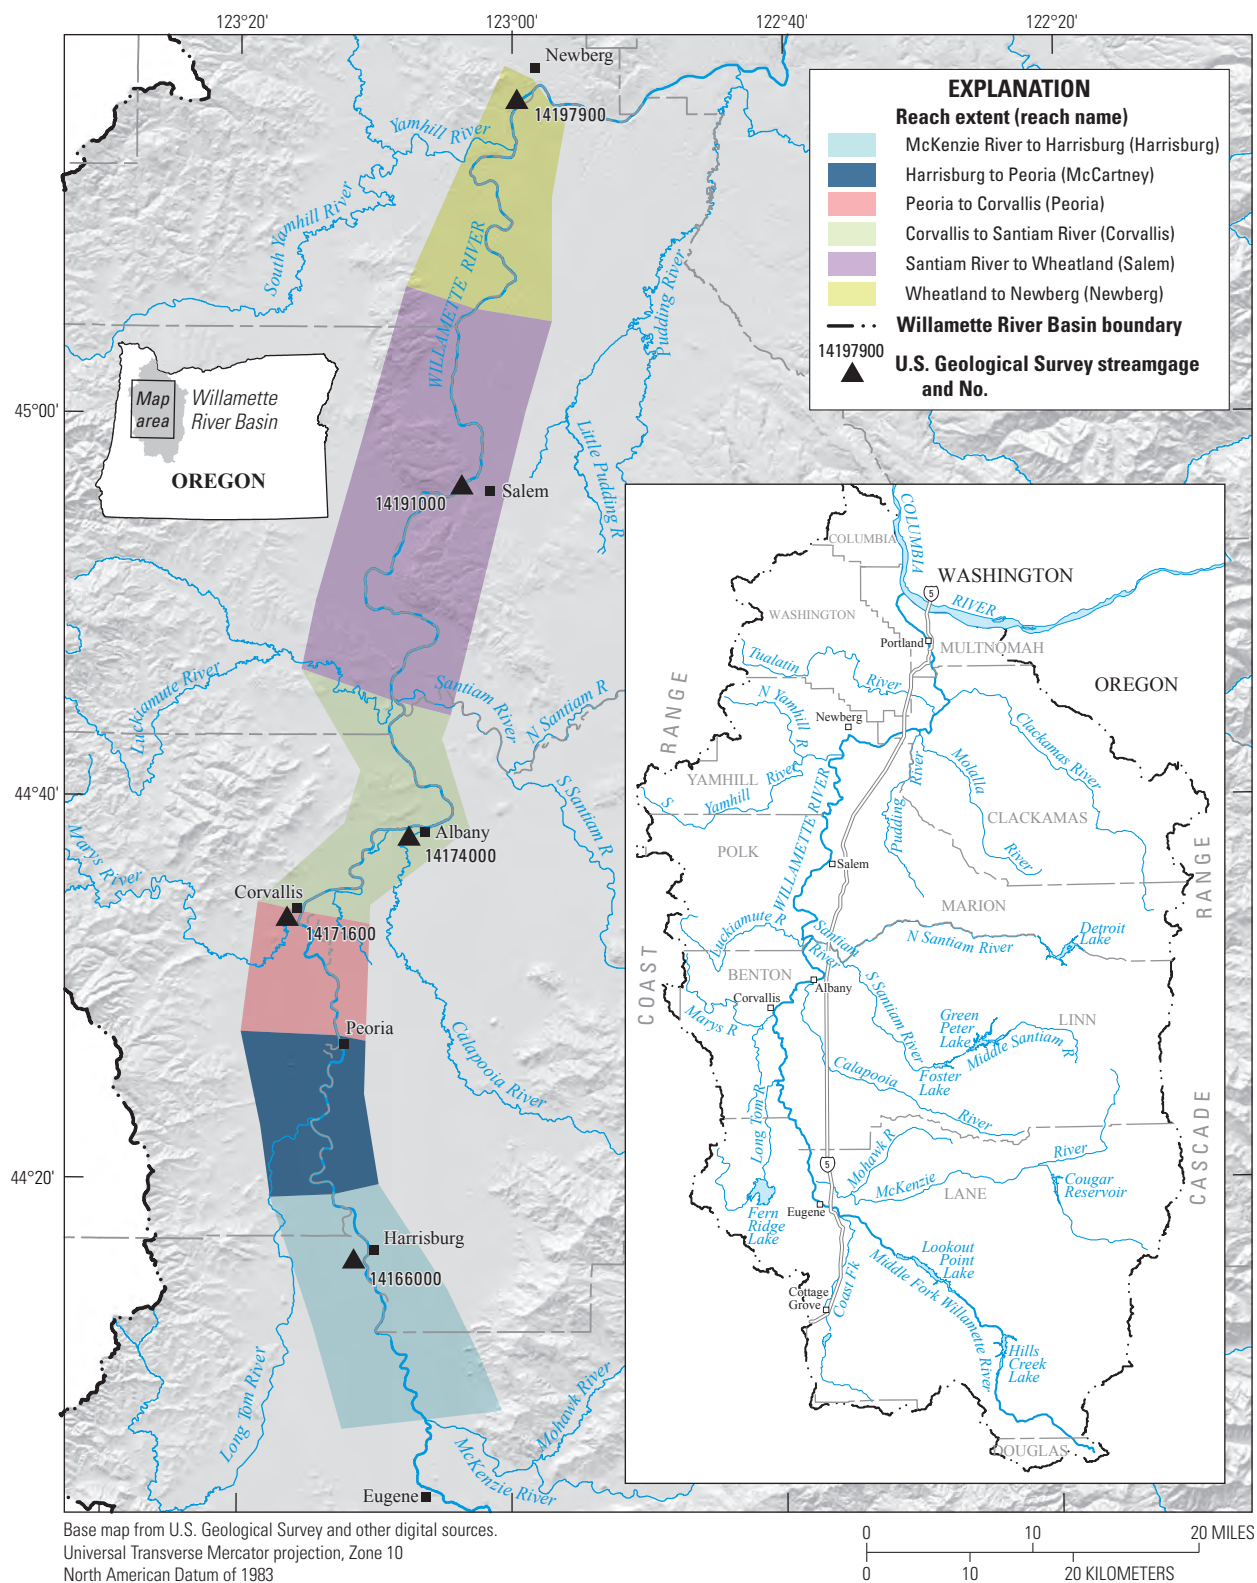 123°20'
123°00'
122°40'
122°20'
Newberg
14197900
Yamhill River
South Yamhill River
WILLAMETTE RIVER
Pudding River
EXPLANATION
Reach extent (reach name)
McKenzie River to Harrisburg (Harrisburg)
Harrisburg to Peoria (McCartney)
Peoria to Corvallis (Peoria)
Corvallis to Santiam River (Corvallis)
Santiam River to Wheatland (Salem)
Wheatland to Newberg (Newberg)
Willamette River Basin boundary
14197900
U.S. Geological Survey streamgage
and No.
45°00'
Map
area
Willamette
River Basin
OREGON
Little Pudding R
14191000
Salem
Luckiamute River
Santiam
River
N Santiam R
S Santiam R
44°40'
Albany
14174000
Marys River
Corvallis
14171600
Peoria
Calapooia River
44°20'
Harrisburg
14166000
Long Tom River
Mohawk River
McKenzie River
Eugene
COLUMBIA
COLUMBIA
WASHINGTON
5
RIVER
WASHINGTON
Portland
MULTNOMAH
Tualatin
River
OREGON
N Yamhill R
Newberg
RANGE
Clackamas River
Molalla
River
YAMHILL
River
S
Yamhill
WILLAMETTE RIVER
Pudding
River
CLACKAMAS
POLK
Salem
RANGE
MARION
Luckiamute R
Santiam
River
N Santiam River
Detroit
Lake
COAST
BENTON
Albany
Corvallis
Marys R
S Santiam River
Green
Peter
Lake
LINN
Middle Santiam R
Foster
Lake
Calapooia
River
Long Tom R
CASCADE
5
Mohawk R
McKenzie
River
LANE
Cougar
Reservoir
Eugene
Fern
Ridge
Lake
Lookout
Point
Lake
Middle Fork Willamette River
Cottage
Grove
Coast Fk
Hills
Creek
Lake
DOUGLAS
Base map from U.S. Geological Survey and other digital sources.
Universal Transverse Mercator projection, Zone 10
North American Datum of 1983
0
10
20 MILES
0
10
20 KILOMETERS